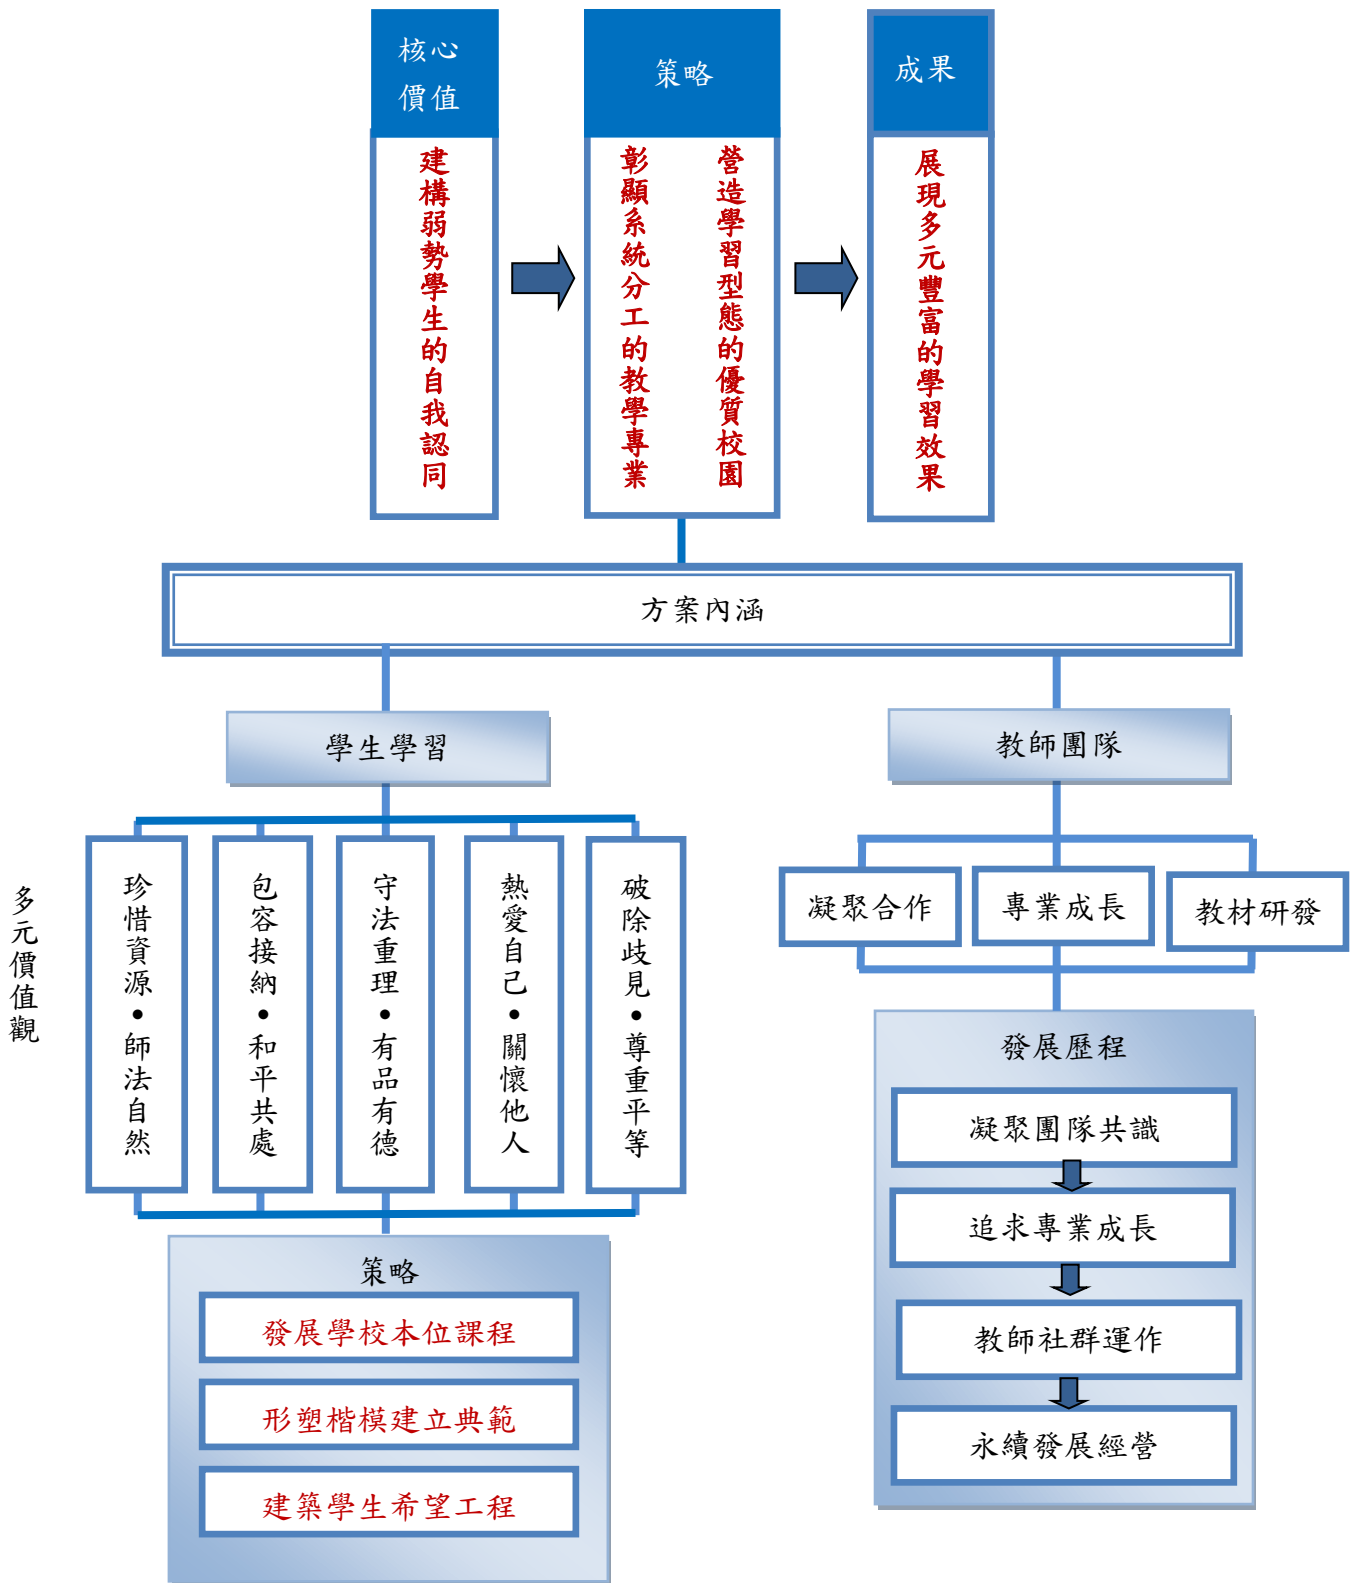 核心
價值
策略
成果
建構弱勢學生的自我認同
營造學習型態的優質校園
彰顯系統分工的教學專業
展現多元豐富的學習效果
方案內涵
學生學習
教師團隊
多元價值觀
珍惜資源•師法自然
包容接納•和平共處
守法重理•有品有德
熱愛自己•關懷他人
破除歧見•尊重平等
凝聚合作
專業成長
教材研發
策略
發展學校本位課程
形塑楷模建立典範
建築學生希望工程
發展歷程
凝聚團隊共識
追求專業成長
教師社群運作
永續發展經營